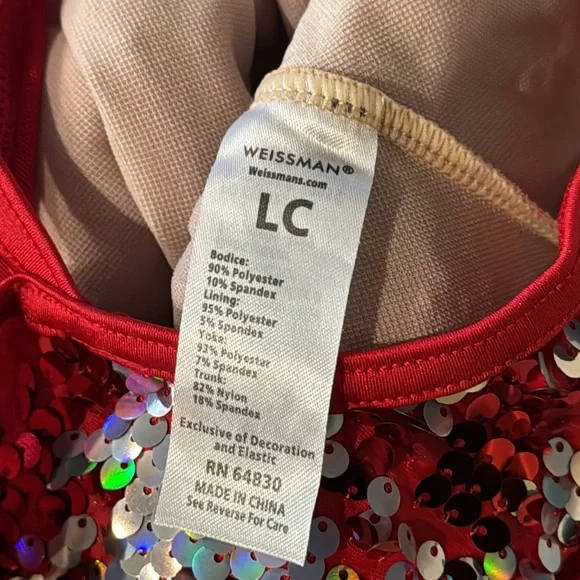 WEISSMAN®
Weissmans.com
LC
Bodice:
90% Polyester
10% Spandex
Lining:
95% Polyester
5% Spandex
Yoke:
93% Polyester
7% Spandex
Trunk:
82% Nylon
18% Spandex
Exclusive of Decoration
and Elastic
RN 64830
MADE IN CHINA
See Reverse For Care